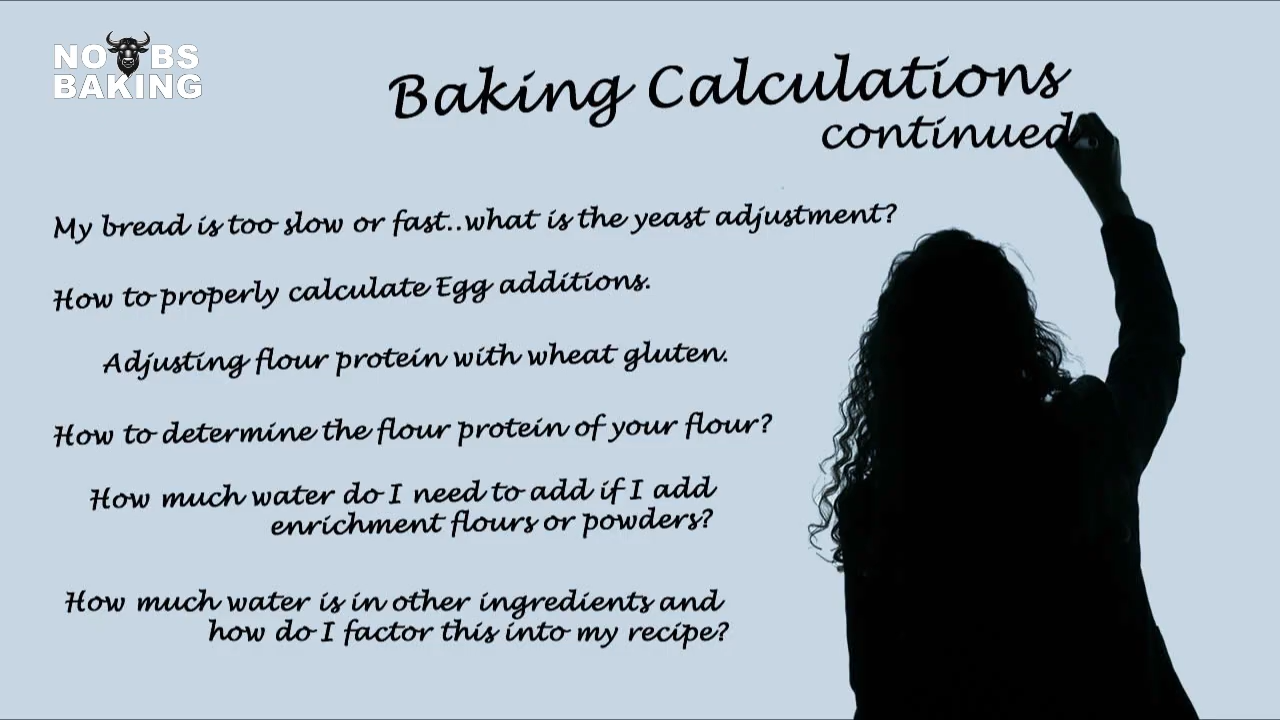 NO BS
BAKING
Baking Calculations
continued
My bread is too slow or fast..what is the yeast adjustment?
How to properly calculate Egg additions.
Adjusting flour protein with wheat gluten.
How to determine the flour protein of your flour?
How much water do I need to add if I add
enrichment flours or powders?
How much water is in other ingredients and
how do I factor this into my recipe?